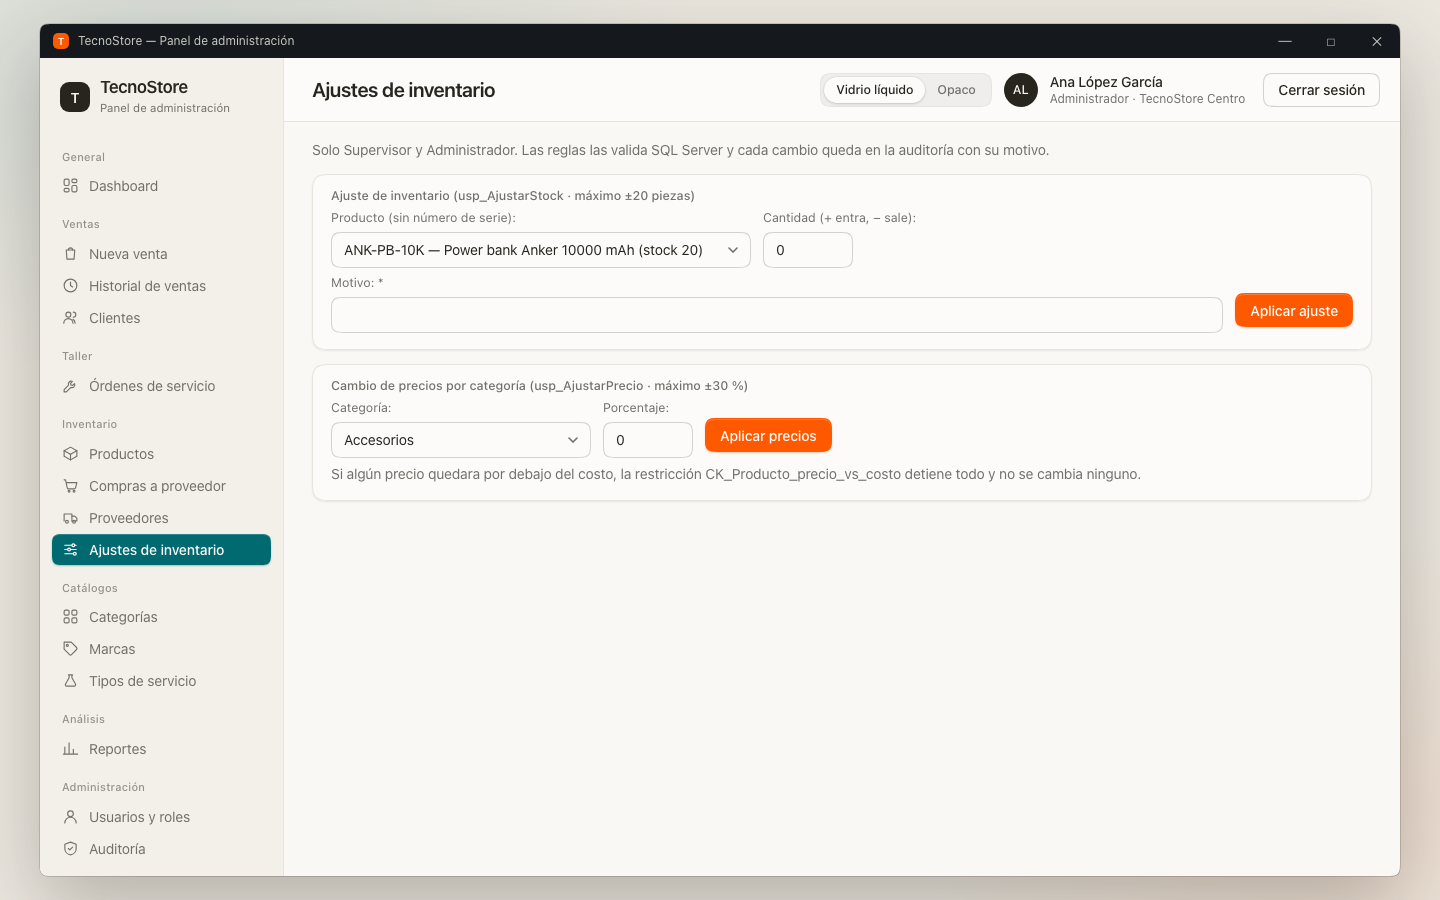 T TecnoStore — Panel de administración
T
TecnoStore
Panel de administración
General
Dashboard
Ventas
Nueva venta
Historial de ventas
Clientes
Taller
Órdenes de servicio
Inventario
Productos
Compras a proveedor
Proveedores
Ajustes de inventario
Catálogos
Categorías
Marcas
Tipos de servicio
Análisis
Reportes
Administración
Usuarios y roles
Auditoría
Ajustes de inventario
Vidrio líquido Opaco
AL
Ana López García
Administrador · TecnoStore Centro
Cerrar sesión
Solo Supervisor y Administrador. Las reglas las valida SQL Server y cada cambio queda en la auditoría con su motivo.
Ajuste de inventario (usp_AjustarStock · máximo ±20 piezas)
Producto (sin número de serie): Cantidad (+ entra, − sale):
ANK-PB-10K — Power bank Anker 10000 mAh (stock 20) 0
Motivo: *
Aplicar ajuste
Cambio de precios por categoría (usp_AjustarPrecio · máximo ±30 %)
Categoría: Porcentaje:
Accesorios 0 Aplicar precios
Si algún precio quedara por debajo del costo, la restricción CK_Producto_precio_vs_costo detiene todo y no se cambia ninguno.